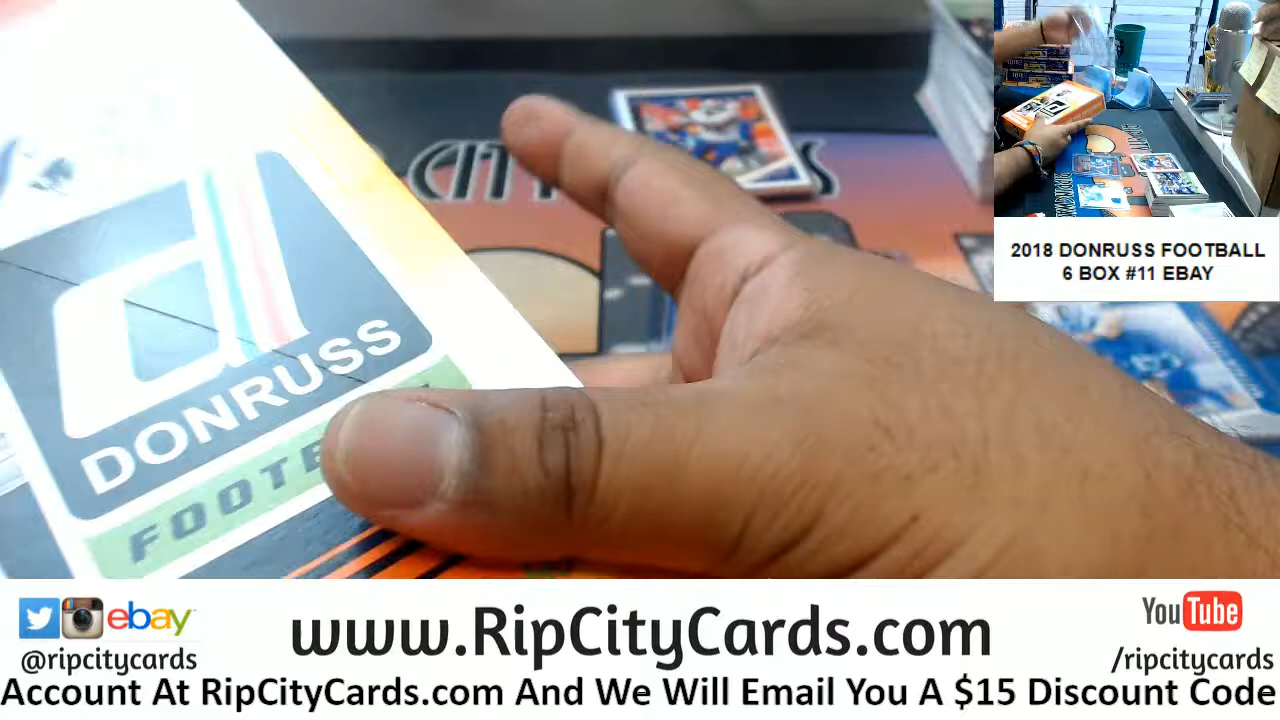 CITY
S
DONRUSS
FOOTB
2018 DONRUSS FOOTBALL
6 BOX #11 EBAY
ebay
@ripcitycards
www.RipCityCards.com
YouTube
/ripcitycards
Account At RipCityCards.com And We Will Email You A $15 Discount Code